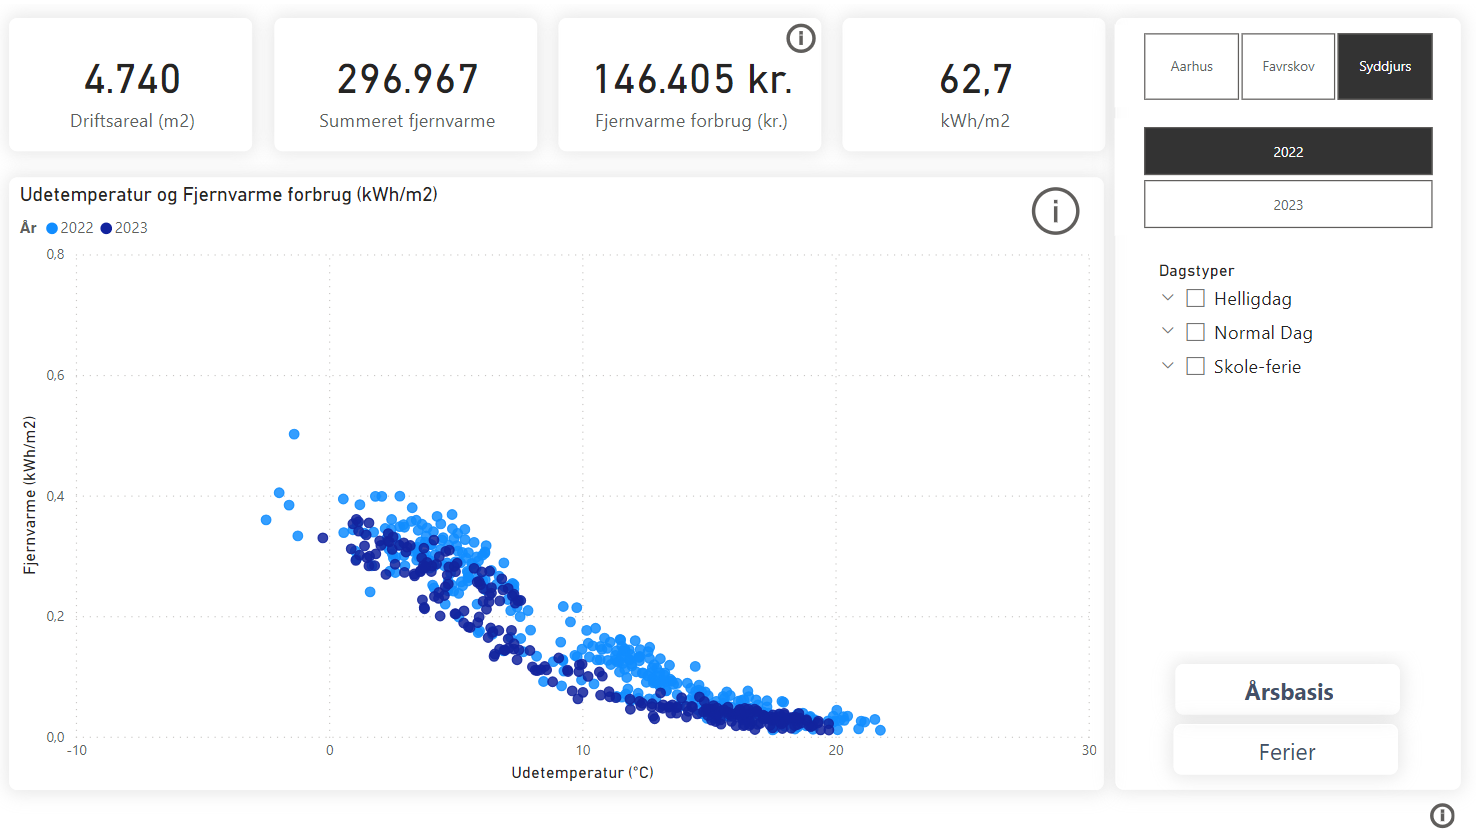 4.740
Driftsareal (m2)
296.967
Summeret fjernvarme
146.405 kr.
Fjernvarme forbrug (kr.)
62,7
kWh/m2
Aarhus
Favrskov
Syddjurs
2022
2023
Dagstyper
Helligdag
Normal Dag
Skole-ferie
Årsbasis
Ferier
Udetemperatur og Fjernvarme forbrug (kWh/m2)
År 2022 2023
Fjernvarme (kWh/m2)
0,8
0,6
0,4
0,2
0,0
-10 0 10 20 30
Udetemperatur (°C)